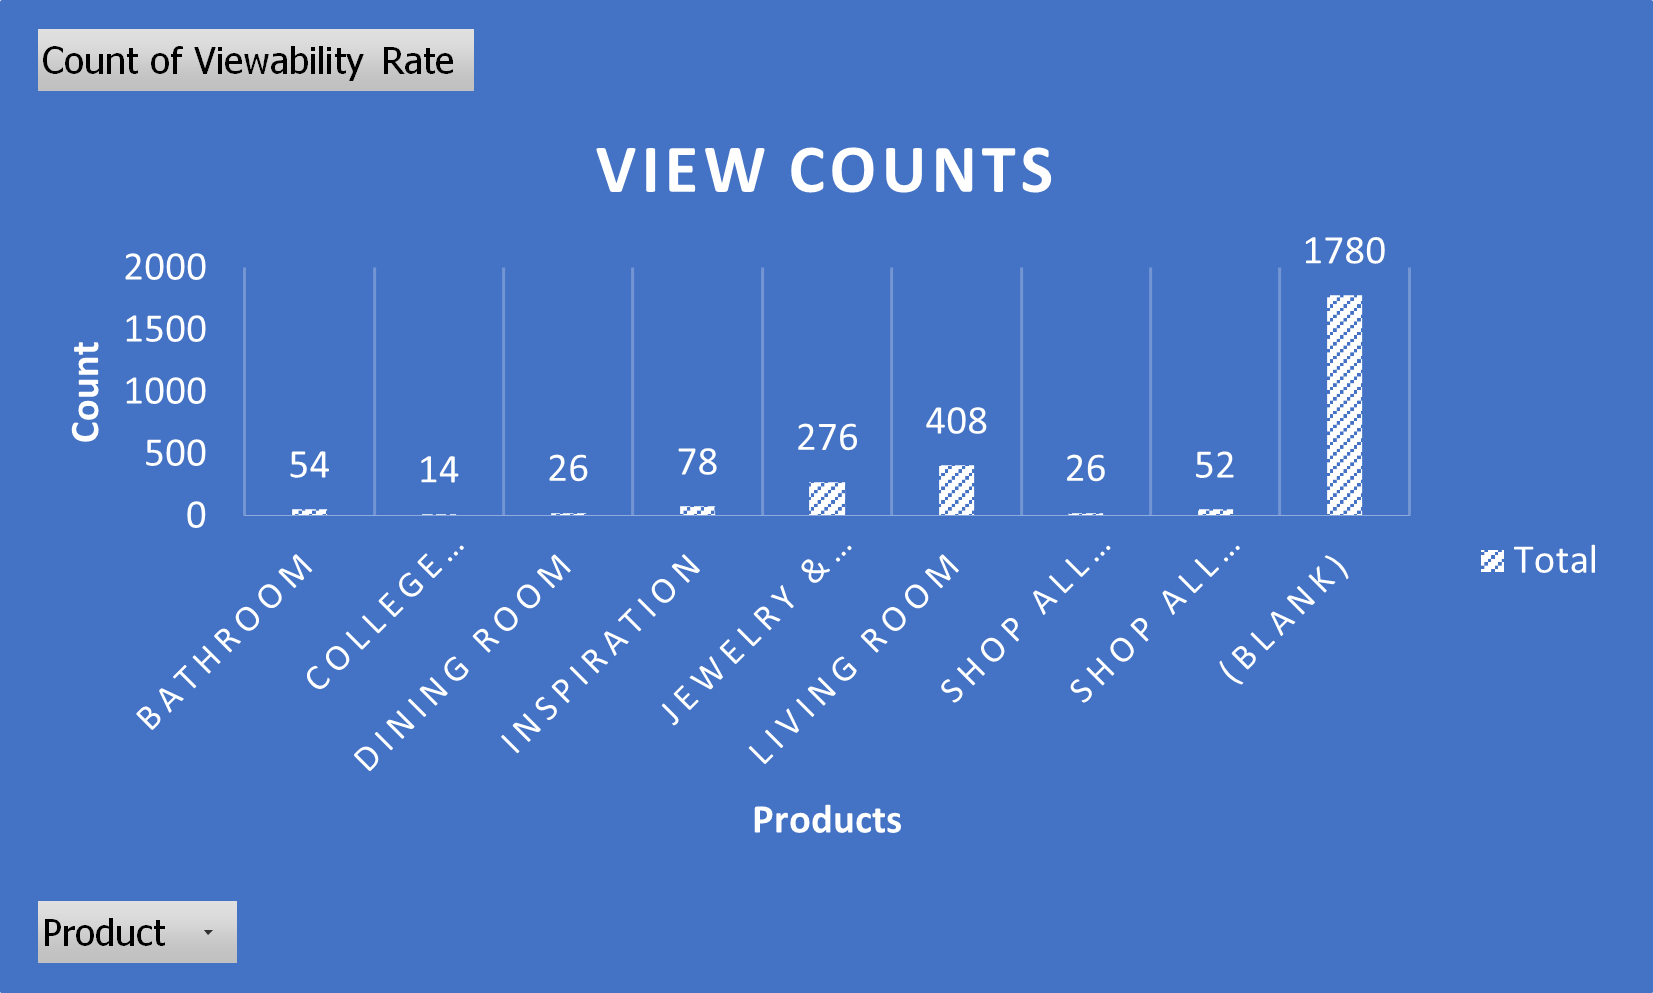 Count of Viewability Rate
VIEW COUNTS
Count
2000
1500
1000
500
0
54
14
26
78
276
408
26
52
1780
BATHROOM
COLLEGE…
DINING ROOM
INSPIRATION
JEWELRY &…
LIVING ROOM
SHOP ALL…
SHOP ALL…
(BLANK)
Total
Products
Product